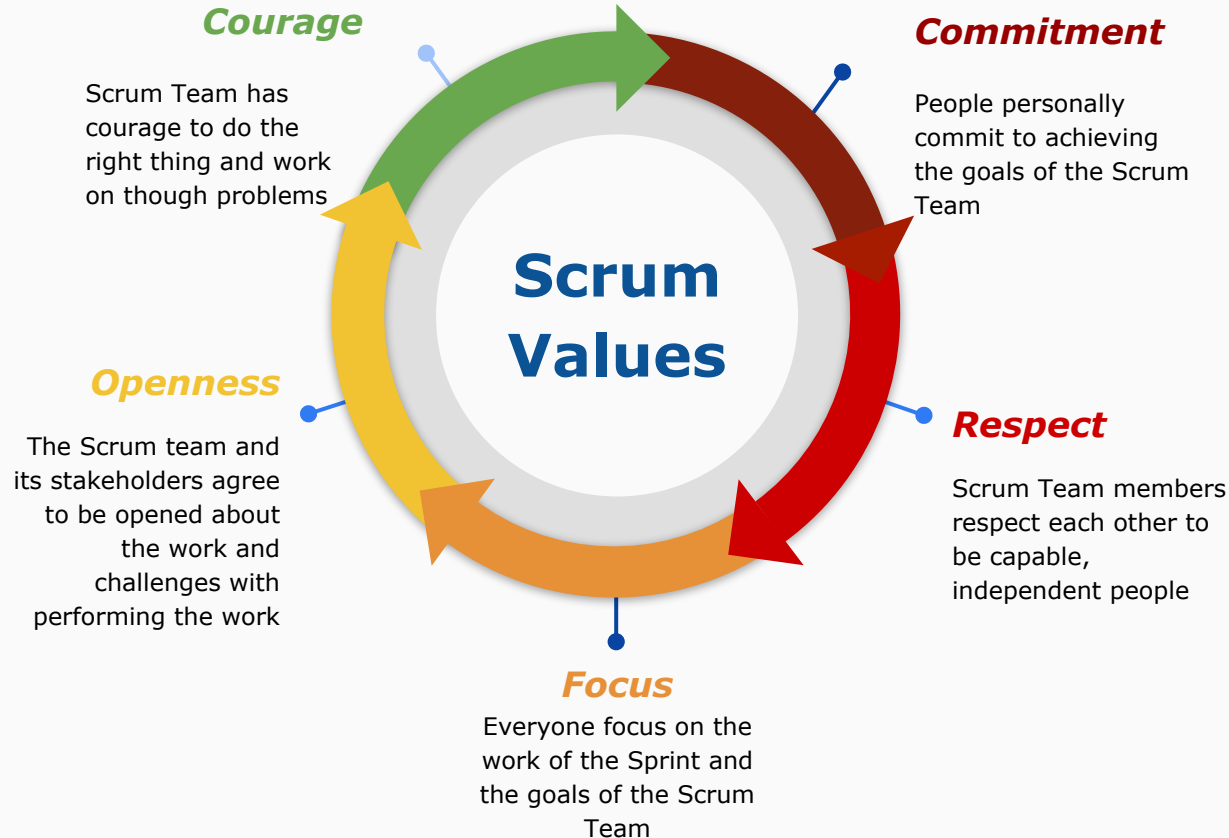 Courage
Scrum Team has
courage to do the
right thing and work
on though problems
Commitment
People personally
commit to achieving
the goals of the Scrum
Team
Scrum
Values
Openness
The Scrum team and
its stakeholders agree
to be opened about
the work and
challenges with
performing the work
Respect
Scrum Team members
respect each other to
be capable,
independent people
Focus
Everyone focus on the
work of the Sprint and
the goals of the Scrum
Team